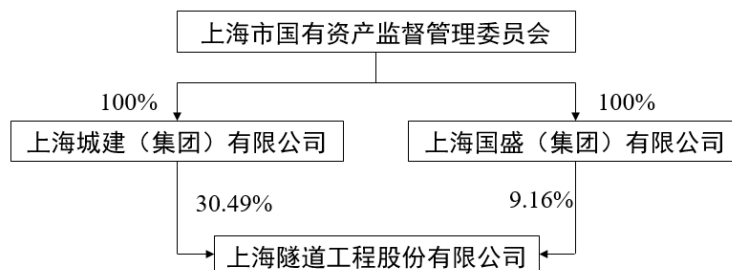 上海市国有资产监督管理委员会
100%
100%
上海城建（集团）有限公司
上海国盛（集团）有限公司
30.49%
9.16%
上海隧道工程股份有限公司